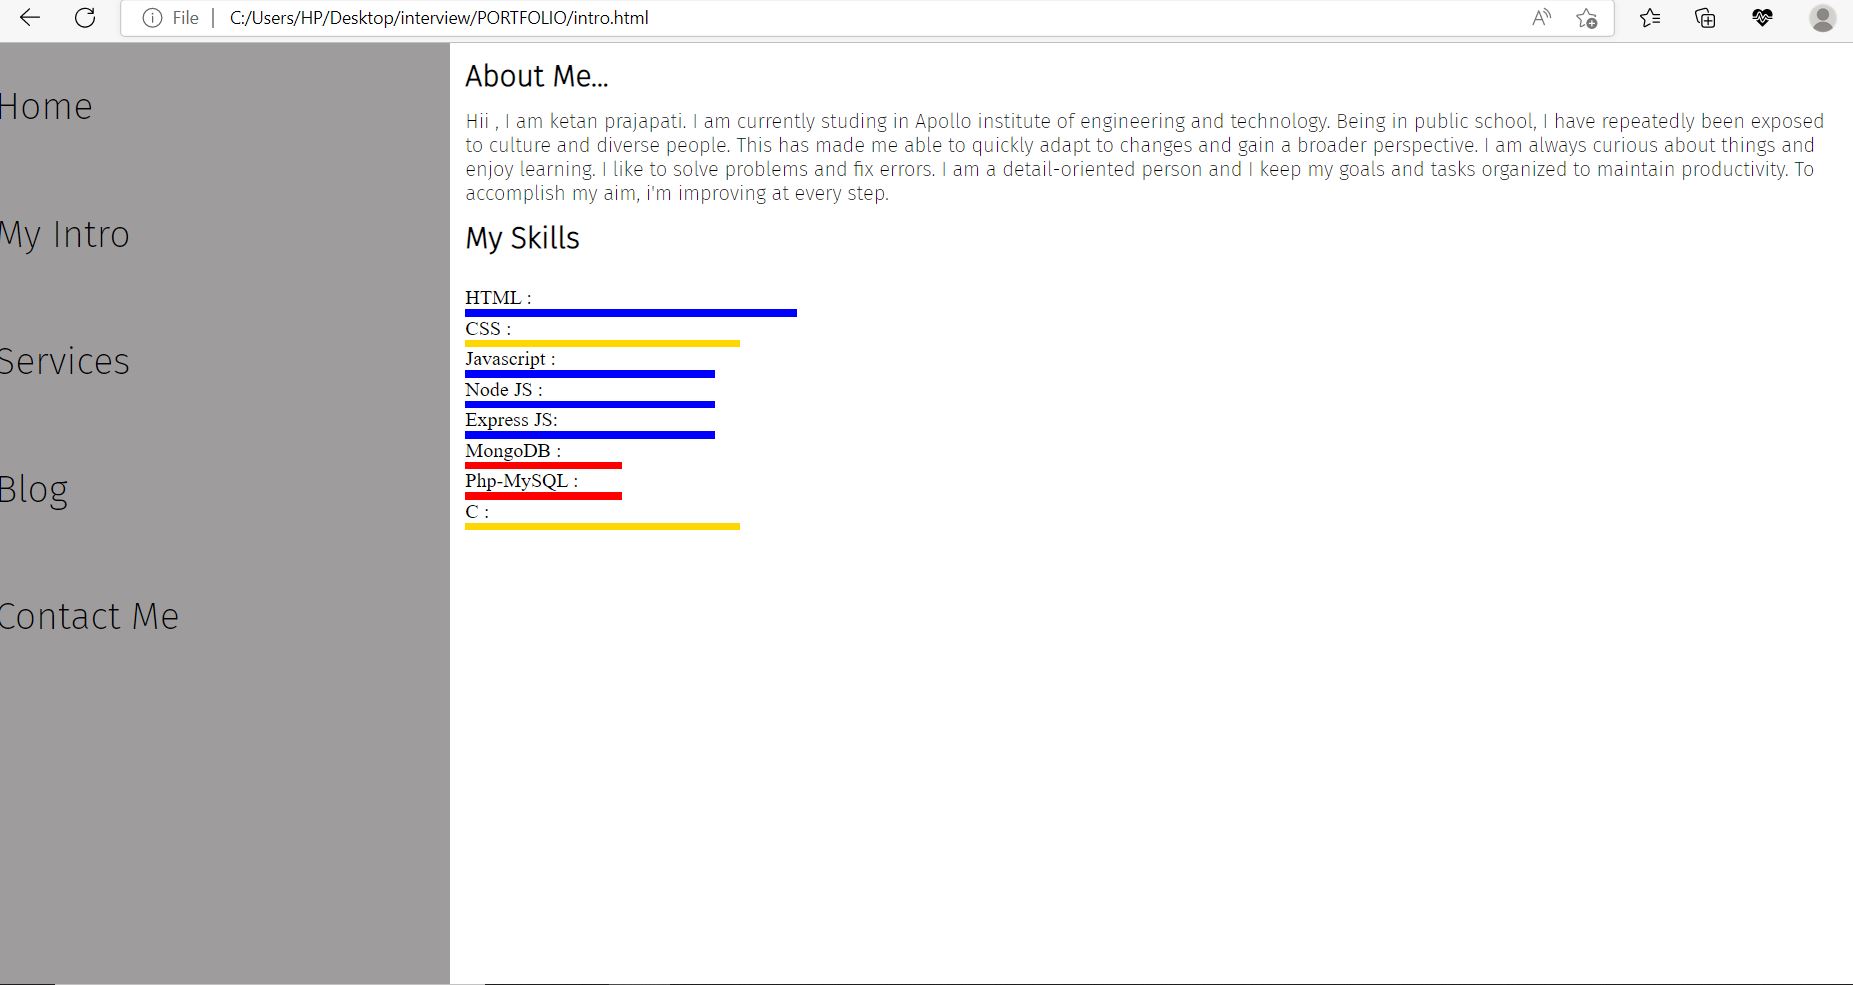 File | C:/Users/HP/Desktop/interview/PORTFOLIO/intro.html
Home
My Intro
Services
Blog
Contact Me
About Me...
Hii , I am ketan prajapati. I am currently studing in Apollo institute of engineering and technology. Being in public school, I have repeatedly been exposed
to culture and diverse people. This has made me able to quickly adapt to changes and gain a broader perspective. I am always curious about things and
enjoy learning. I like to solve problems and fix errors. I am a detail-oriented person and I keep my goals and tasks organized to maintain productivity. To
accomplish my aim, i'm improving at every step.
My Skills
HTML :
CSS :
Javascript :
Node JS :
Express JS:
MongoDB :
Php-MySQL :
C :